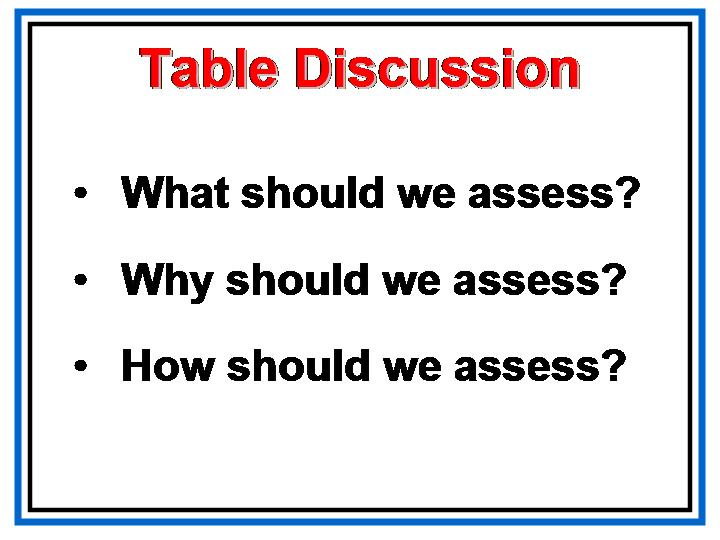 Table Discussion
• What should we assess?
• Why should we assess?
• How should we assess?